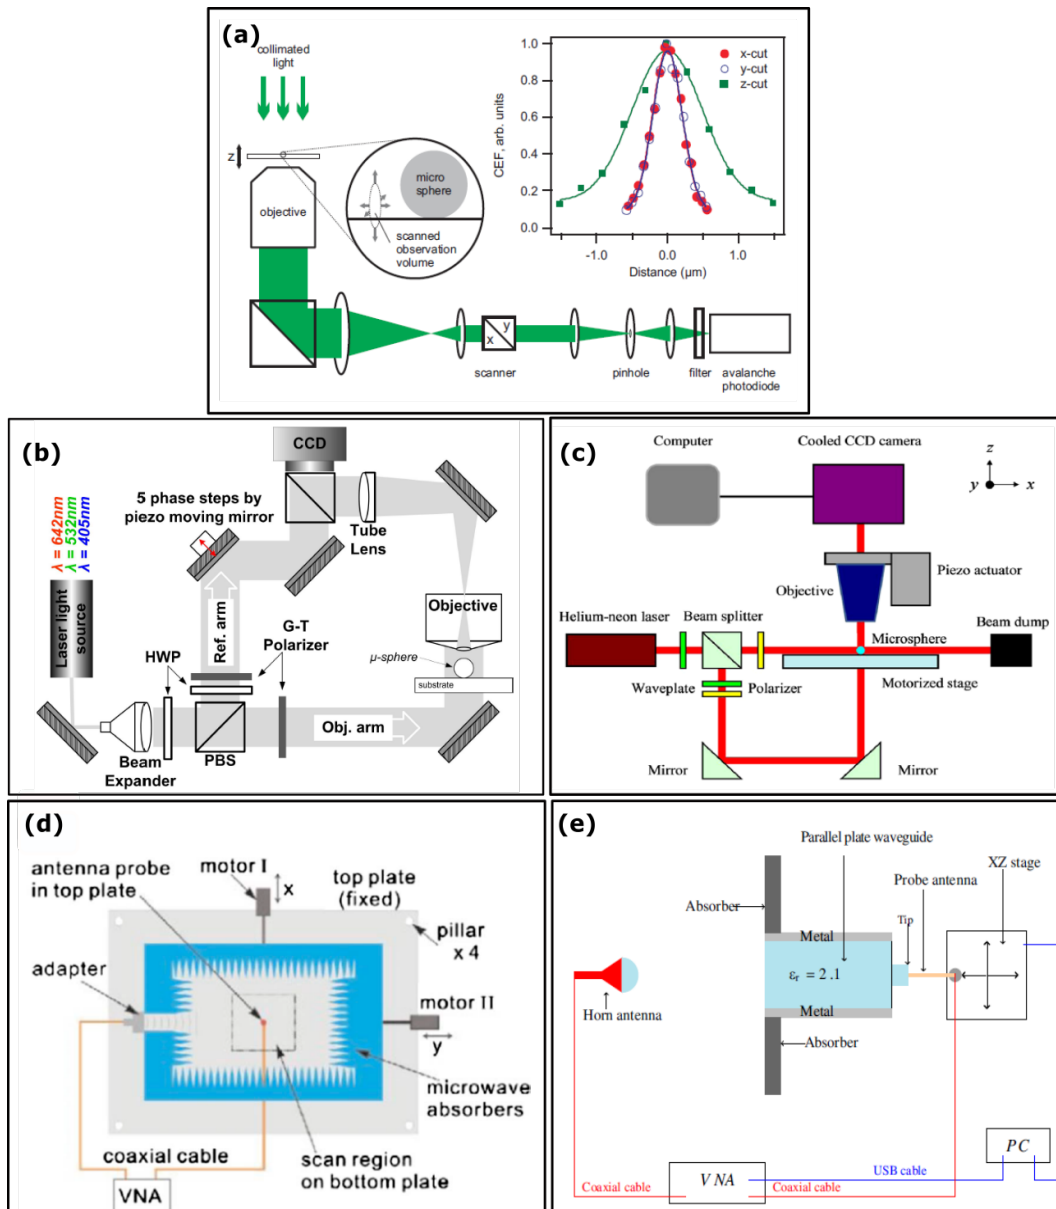 (a)
collimated
light
z
objective
micro
sphere
scanned
observation
volume
CEF, arb. units
1.0
0.8
0.6
0.4
0.2
0.0
-1.0
0.0
1.0
Distance (µm)
x-cut
y-cut
z-cut
x
y
scanner
pinhole
filter
avalanche
photodiode
(b)
CCD
5 phase steps by
piezo moving mirror
λ = 642nm
λ = 532nm
λ = 405nm
Laser light
source
Tube
Lens
Ref. arm
G-T
Polarizer
HWP
Objective
µ-sphere
substrate
Obj. arm
Beam
Expander
PBS
(c)
Computer
Cooled CCD camera
z
y
x
Piezo actuator
Objective
Helium-neon laser
Beam splitter
Beam dump
Microsphere
Waveplate
Polarizer
Motorized stage
Mirror
Mirror
(d)
motor I
x
antenna probe
in top plate
top plate
(fixed)
pillar
x 4
adapter
motor II
y
microwave
absorbers
coaxial cable
scan region
on bottom plate
VNA
(e)
Parallel plate waveguide
XZ stage
Probe antenna
Absorber
Tip
Metal
εr = 2 .1
Horn antenna
Metal
Absorber
PC
USB cable
VNA
Coaxial cable
Coaxial cable